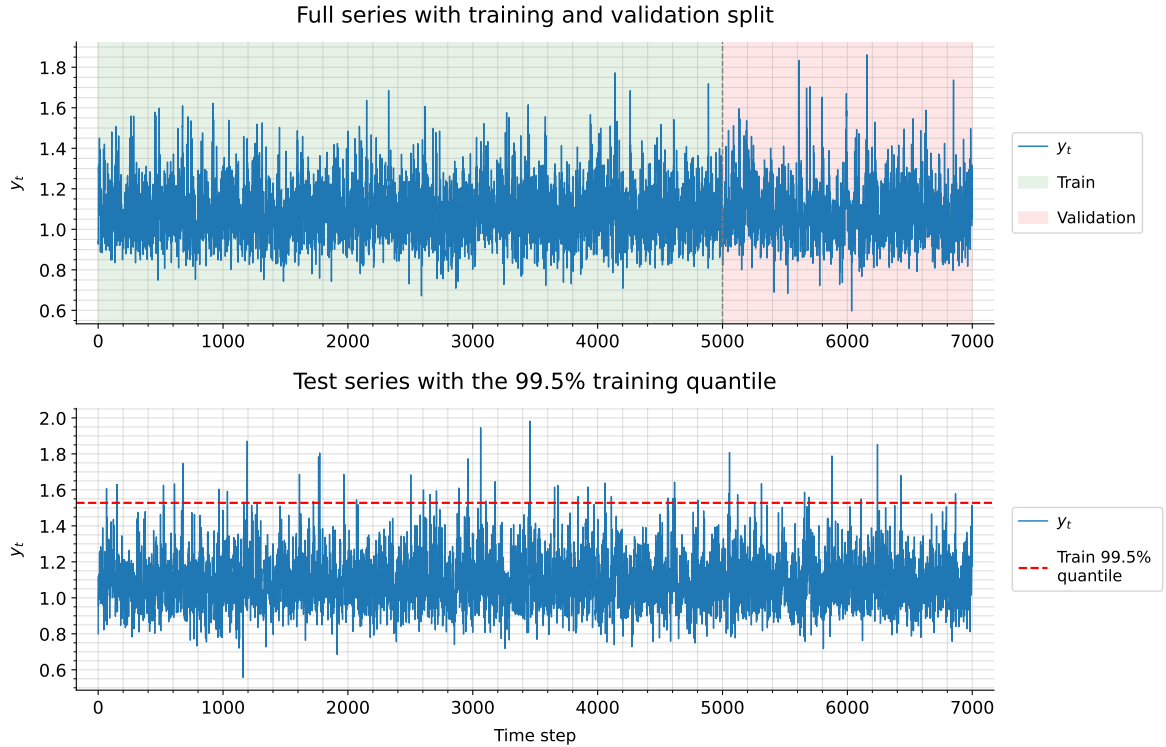 Full series with training and validation split
1.8
1.6
1.4
1.2
1.0
0.8
0.6
y_t
0 1000 2000 3000 4000 5000 6000 7000
y_t
Train
Validation
Test series with the 99.5% training quantile
2.0
1.8
1.6
1.4
1.2
1.0
0.8
0.6
y_t
0 1000 2000 3000 4000 5000 6000 7000
Time step
y_t
Train 99.5%
quantile